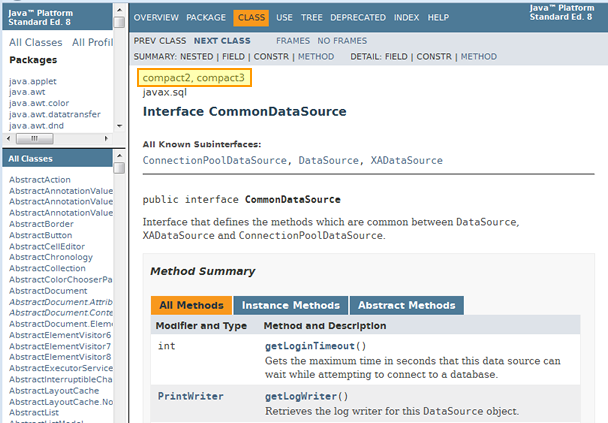 Java™ Platform
Standard Ed. 8
All Classes All Profil
Packages
java.applet
java.awt
java.awt.color
java.awt.datatransfer
java.awt.dnd
All Classes
AbstractAction
AbstractAnnotationValue
AbstractAnnotationValue
AbstractAnnotationValue
AbstractBorder
AbstractButton
AbstractCellEditor
AbstractChronology
AbstractCollection
AbstractColorChooserPa
AbstractDocument
AbstractDocument.Attrib
AbstractDocument.Conte
AbstractDocument.Eleme
AbstractElementVisitor6
AbstractElementVisitor7
AbstractElementVisitor8
AbstractExecutorService
AbstractInterruptibleCha
AbstractLayoutCache
AbstractLayoutCache.No
AbstractList
AbstractListModel
OVERVIEW PACKAGE CLASS USE TREE DEPRECATED INDEX HELP
Java™ Platform
Standard Ed. 8
PREV CLASS NEXT CLASS FRAMES NO FRAMES
SUMMARY: NESTED | FIELD | CONSTR | METHOD DETAIL: FIELD | CONSTR | METHOD
compact2, compact3
javax.sql
Interface CommonDataSource
All Known Subinterfaces:
ConnectionPoolDataSource, DataSource, XADataSource
public interface CommonDataSource
Interface that defines the methods which are common between DataSource,
XADataSource and ConnectionPoolDataSource.
Method Summary
All Methods Instance Methods Abstract Methods
Modifier and Type Method and Description
int getLoginTimeout()
Gets the maximum time in seconds that this data source can
wait while attempting to connect to a database.
PrintWriter getLogWriter()
Retrieves the log writer for this DataSource object.